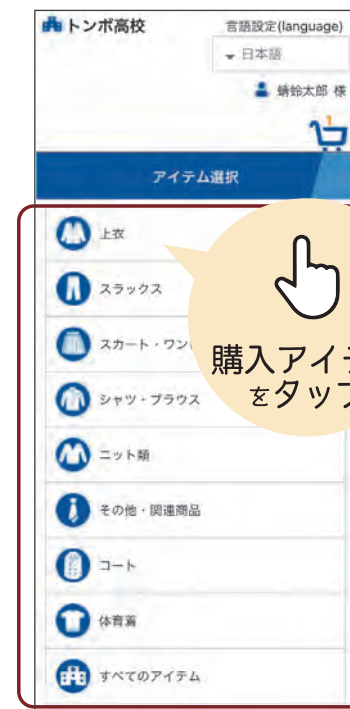 トンボ高校
言語設定(language)
日本語
蜻蛉太郎 様
1
アイテム選択
上衣
スラックス
スカート・ワン
購入アイ
をタッ
シャツ・ブラウス
ニット類
その他・関連商品
コート
体育着
すべてのアイテム